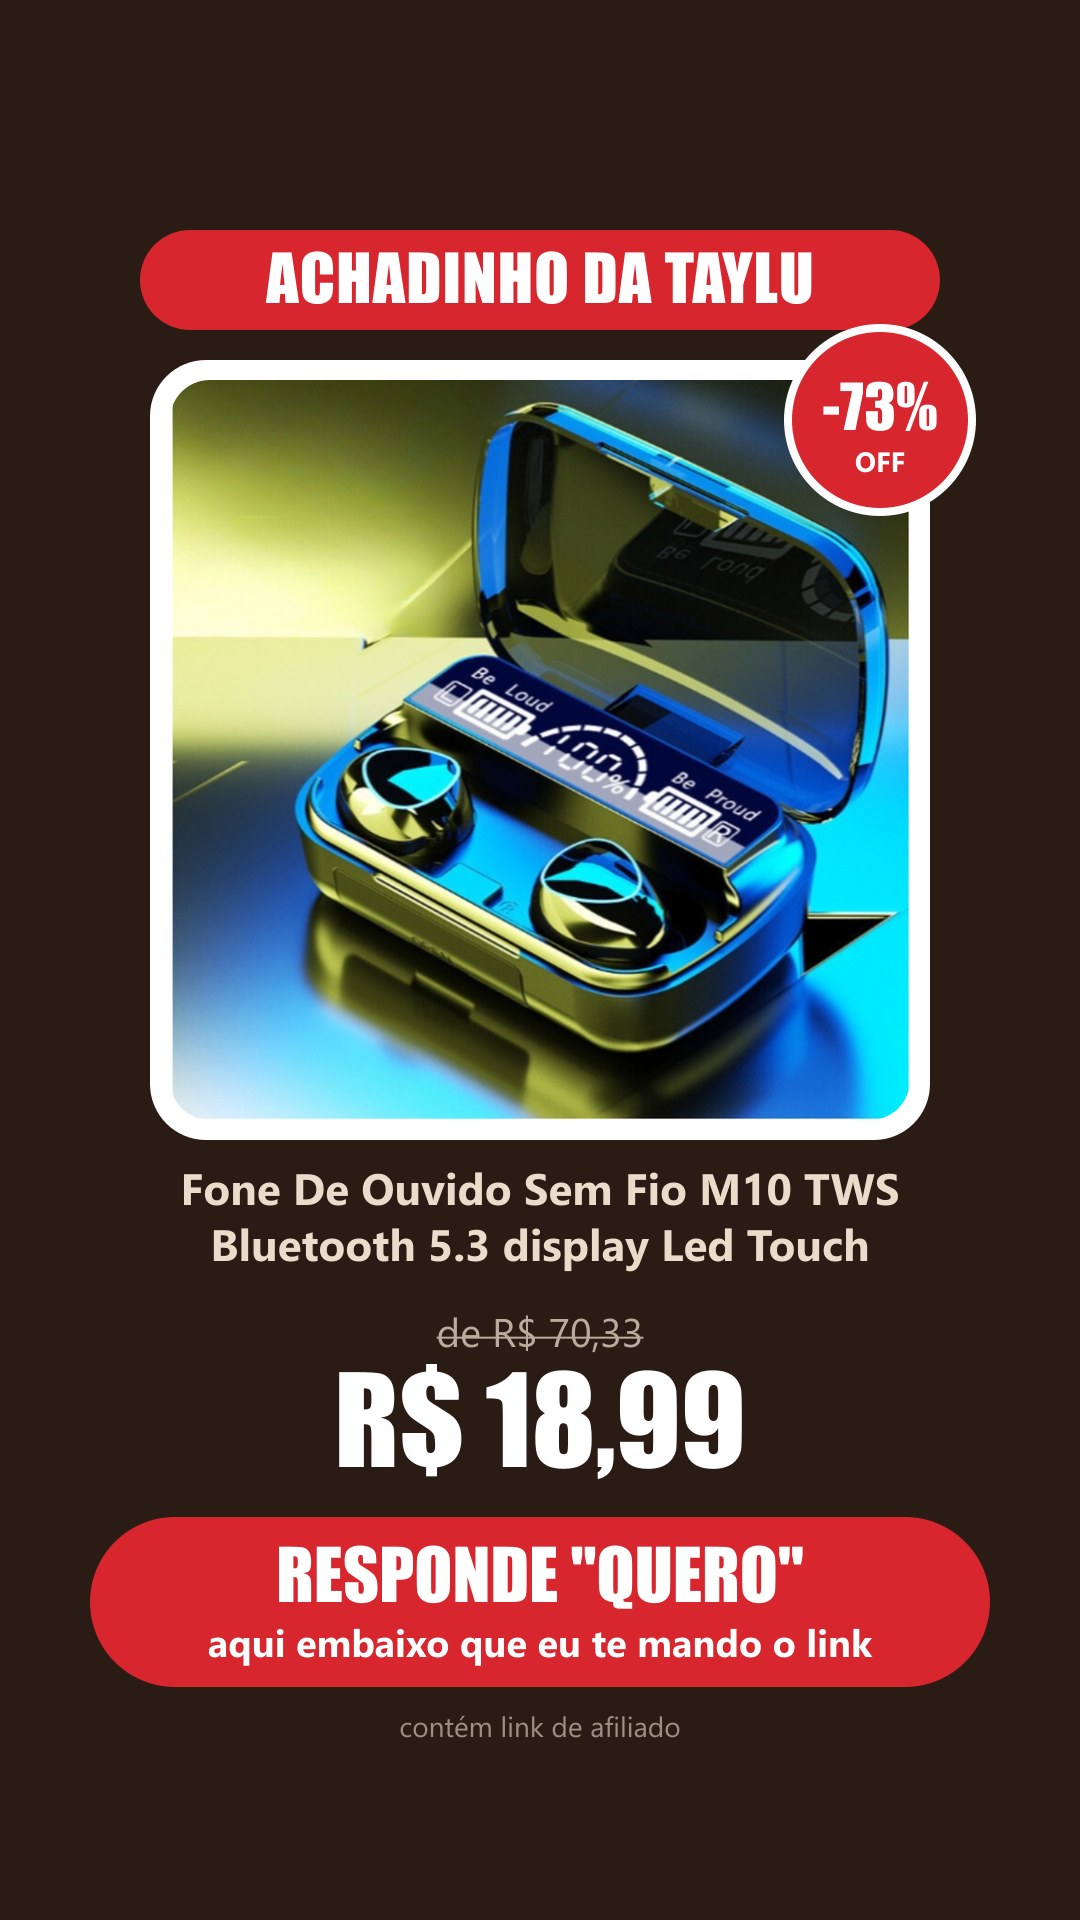 ACHADINHO DA TAYLU
-73%
OFF
Be Loud
Be Loud
L
100%
Be Proud
R
Fone De Ouvido Sem Fio M10 TWS
Bluetooth 5.3 display Led Touch
de R$ 70,33
R$ 18,99
RESPONDE "QUERO"
aqui embaixo que eu te mando o link
contém link de afiliado